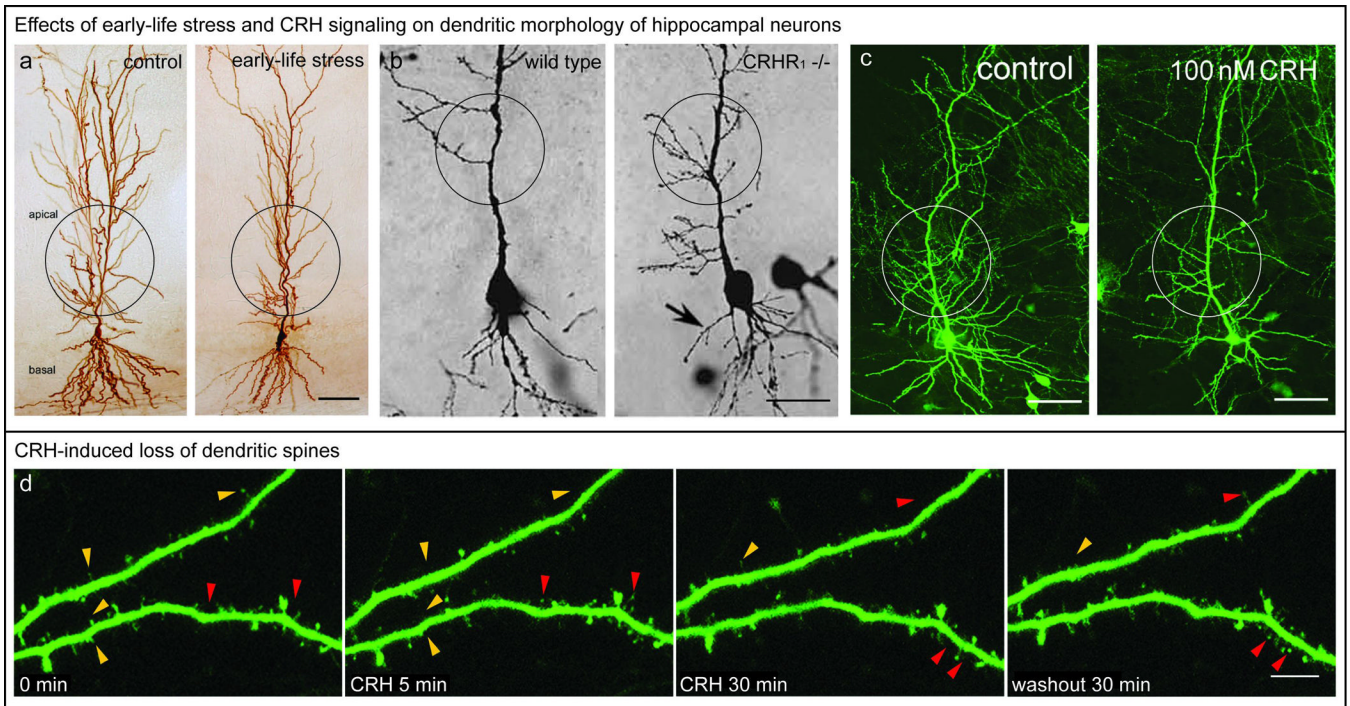 Effects of early-life stress and CRH signaling on dendritic morphology of hippocampal neurons
a
control
early-life stress
apical
basal
b
wild type
CRHR1 -/-
c
control
100 nM CRH
CRH-induced loss of dendritic spines
d
0 min
CRH 5 min
CRH 30 min
washout 30 min